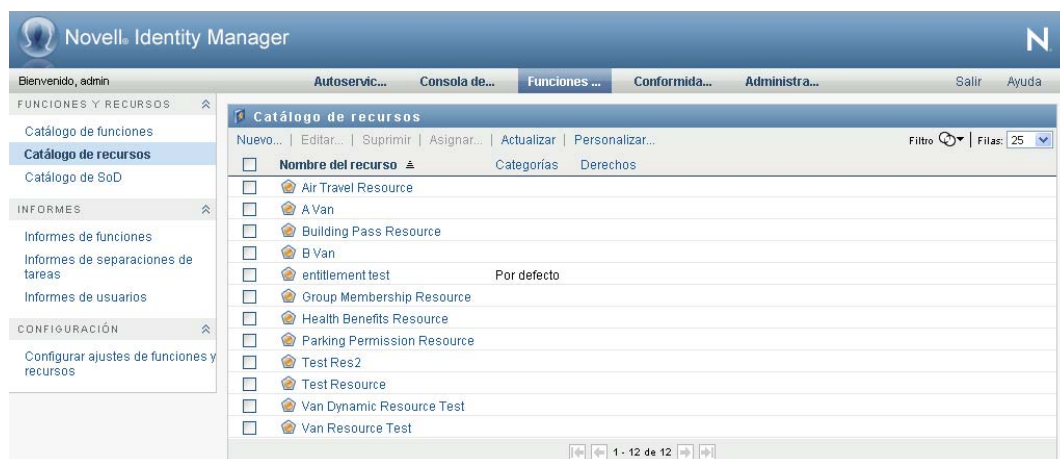 Novell® Identity Manager
N
Bienvenido, admin
Autoservic... Consola de... Funciones ... Conformida... Administra... Salir Ayuda
FUNCIONES Y RECURSOS
Catálogo de funciones
Catálogo de recursos
Catálogo de SoD
INFORMES
Informes de funciones
Informes de separaciones de
tareas
Informes de usuarios
CONFIGURACIÓN
Configurar ajustes de funciones y
recursos
Catálogo de recursos
Nuevo... | Editar... | Suprimir | Asignar... | Actualizar | Personalizar... Filtro | Filas: 25
Nombre del recurso Categorías Derechos
Air Travel Resource
A Van
Building Pass Resource
B Van
entitlement test Por defecto
Group Membership Resource
Health Benefits Resource
Parking Permission Resource
Test Res2
Test Resource
Van Dynamic Resource Test
Van Resource Test
1 - 12 de 12